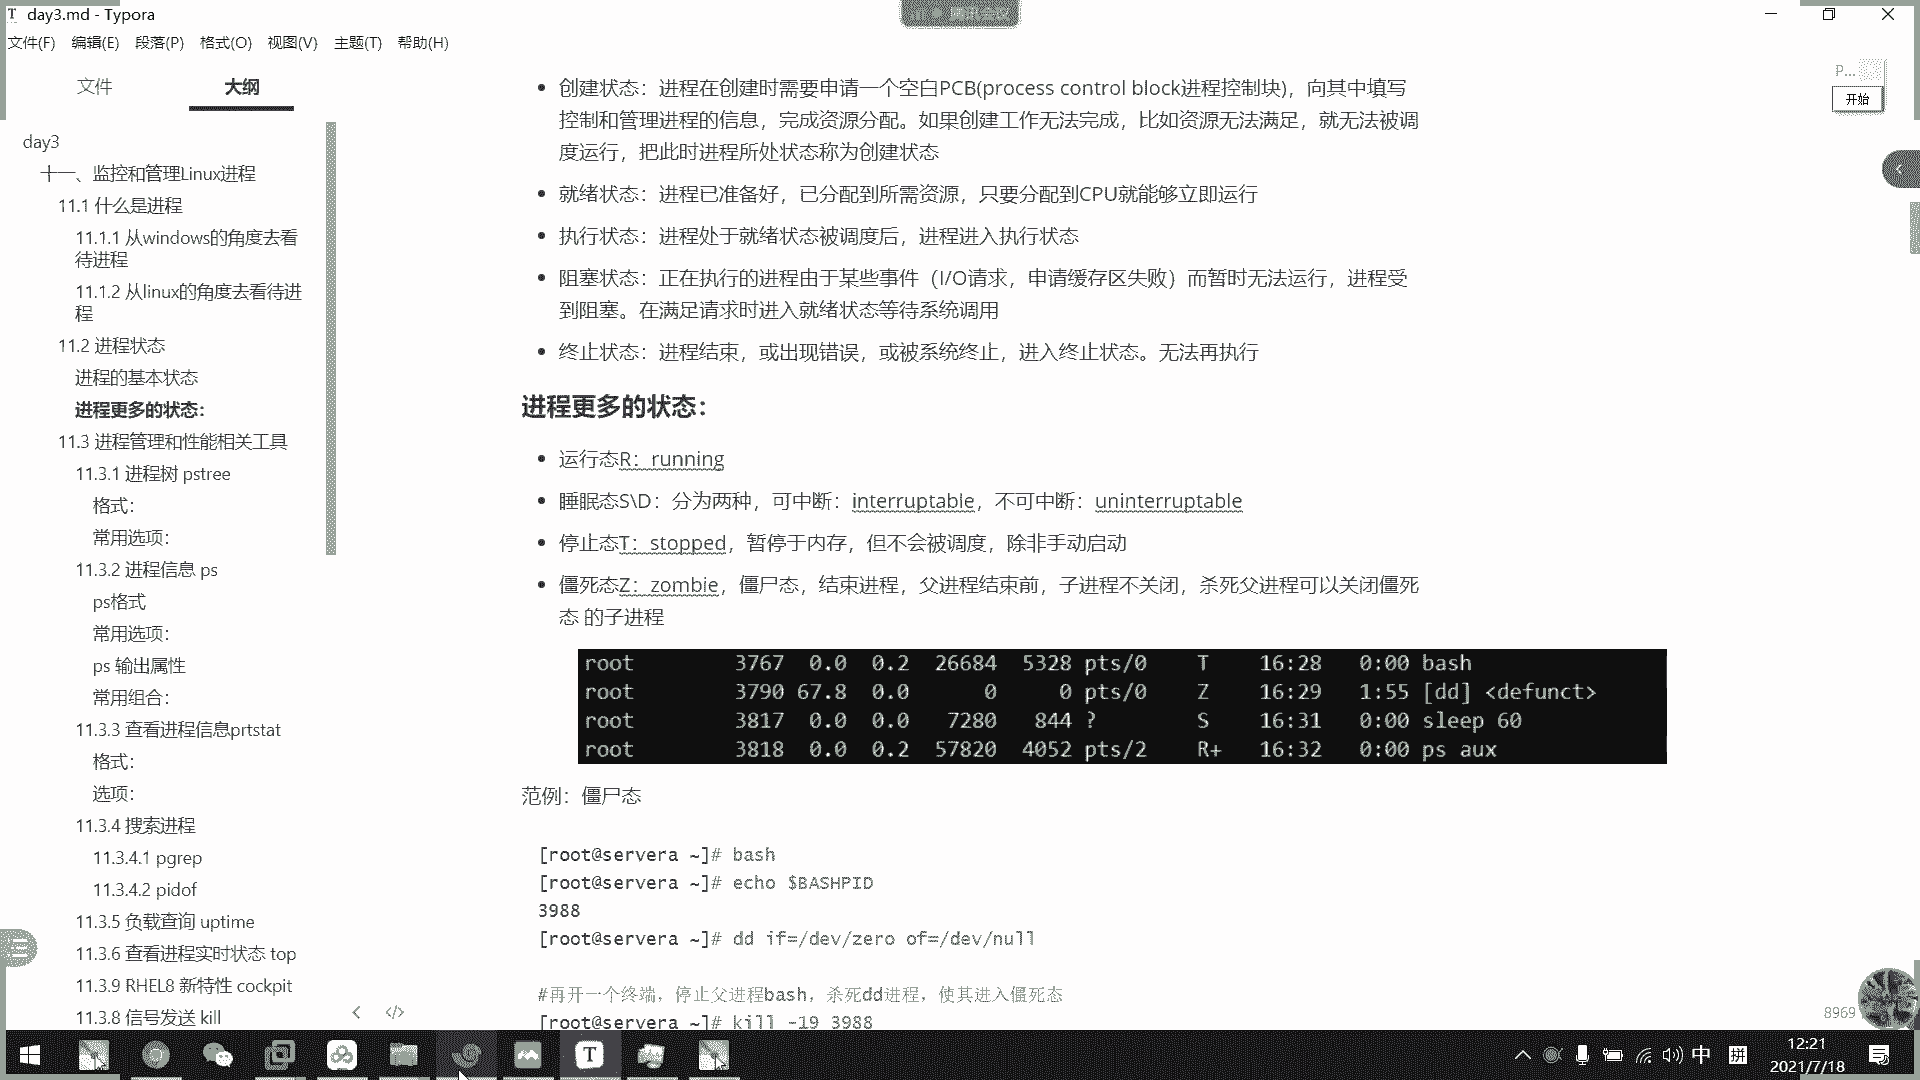 day3.md - Typora
文件(F) 编辑(E) 段落(P) 格式(O) 视图(V) 主题(T) 帮助(H)
文件 大纲
day3
十一、监控和管理Linux进程
11.1 什么是进程
11.1.1 从windows的角度去看
待进程
11.1.2 从linux的角度去看待进
程
11.2 进程状态
进程的基本状态
进程更多的状态：
11.3 进程管理和性能相关工具
11.3.1 进程树 pstree
格式：
常用选项：
11.3.2 进程信息 ps
ps格式
常用选项：
ps 输出属性
常用组合：
11.3.3 查看进程信息prtstat
格式：
选项：
11.3.4 搜索进程
11.3.4.1 pgrep
11.3.4.2 pidof
11.3.5 负载查询 uptime
11.3.6 查看进程实时状态 top
11.3.9 RHEL8 新特性 cockpit
11.3.8 信号发送 kill
创建状态：进程在创建时需要申请一个空白PCB(process control block进程控制块)，向其中填写
控制和管理进程的信息，完成资源分配。如果创建工作无法完成，比如资源无法满足，就无法被调
度运行，把此时进程所处状态称为创建状态
就绪状态：进程已准备好，已分配到所需资源，只要分配到CPU就能够立即运行
执行状态：进程处于就绪状态被调度后，进程进入执行状态
阻塞状态：正在执行的进程由于某些事件（I/O请求，申请缓存区失败）而暂时无法运行，进程受
到阻塞。在满足请求时进入就绪状态等待系统调用
终止状态：进程结束，或出现错误，或被系统终止，进入终止状态。无法再执行
进程更多的状态：
运行态R：running
睡眠态S\D：分为两种，可中断：interruptable，不可中断：uninterruptable
停止态T：stopped，暂停于内存，但不会被调度，除非手动启动
僵死态Z：zombie，僵尸态，结束进程，父进程结束前，子进程不关闭，杀死父进程可以关闭僵死
态 的子进程
root 3767 0.0 0.2 26684 5328 pts/0 T 16:28 0:00 bash
root 3790 67.8 0.0 0 0 pts/0 Z 16:29 1:55 [dd] <defunct>
root 3817 0.0 0.0 7280 844 ? S 16:31 0:00 sleep 60
root 3818 0.0 0.2 57820 4052 pts/2 R+ 16:32 0:00 ps aux
范例：僵尸态
[root@servera ~]# bash
[root@servera ~]# echo $BASHPID
3988
[root@servera ~]# dd if=/dev/zero of=/dev/null
#再开一个终端，停止父进程bash，杀死dd进程，使其进入僵死态
[root@servera ~]# kill -19 3988
P...
开始
8969
中 拼
12:21
2021/7/18